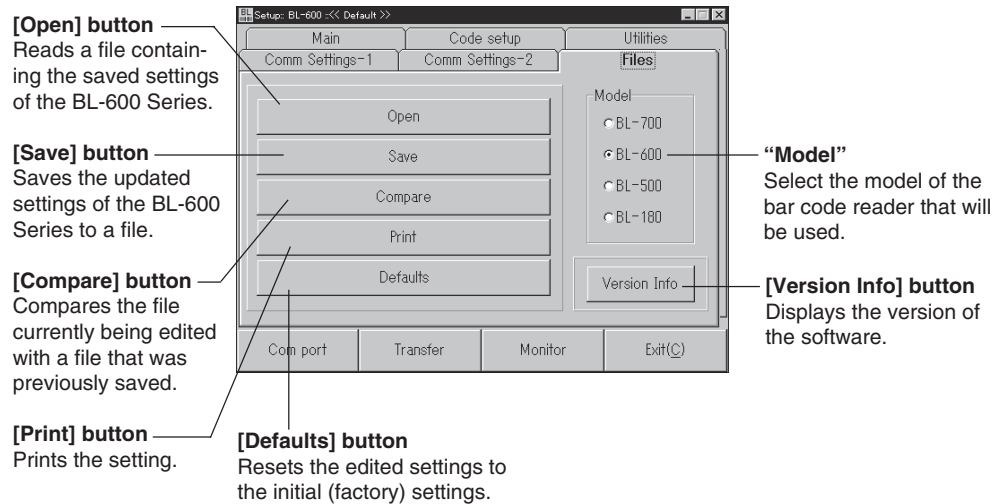 [Open] button
Reads a file contain-
ing the saved settings
of the BL-600 Series.
[Save] button
Saves the updated
settings of the BL-600
Series to a file.
[Compare] button
Compares the file
currently being edited
with a file that was
previously saved.
[Print] button
Prints the setting.
BL Setup:: BL-600 ::<< Default >>
Main
Code setup
Utilities
Comm Settings-1
Comm Settings-2
Files
Open
Save
Compare
Print
Defaults
Model
BL-700
BL-600
BL-500
BL-180
Version Info
Com port
Transfer
Monitor
Exit(C)
[Defaults] button
Resets the edited settings to
the initial (factory) settings.
“Model”
Select the model of the
bar code reader that will
be used.
[Version Info] button
Displays the version of
the software.